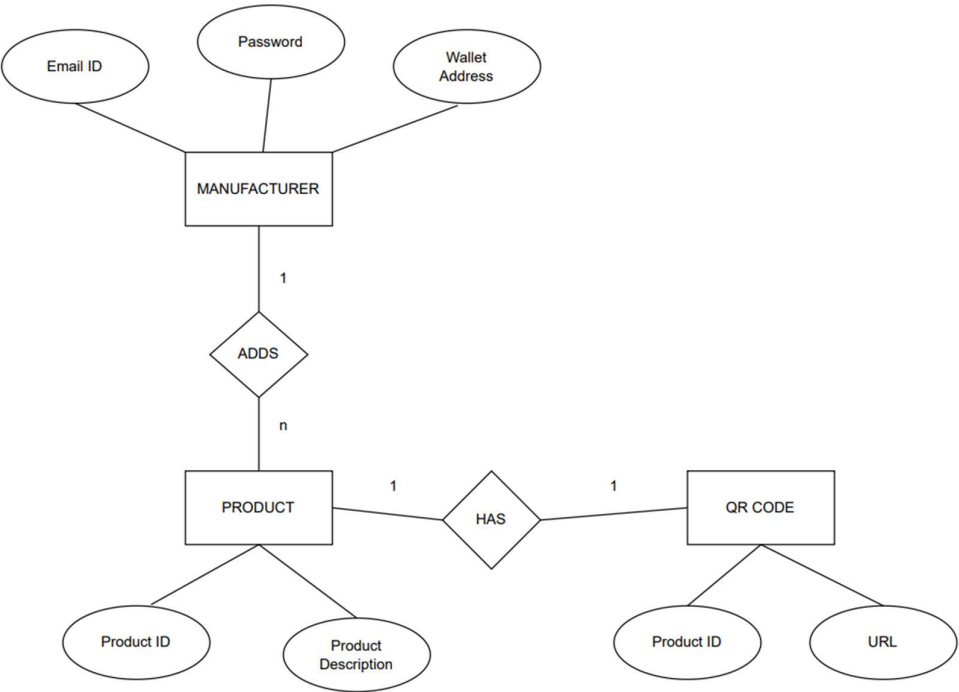 Email ID
Password
Wallet
Address
MANUFACTURER
1
ADDS
n
PRODUCT
1
HAS
1
QR CODE
Product ID
Product
Description
Product ID
URL